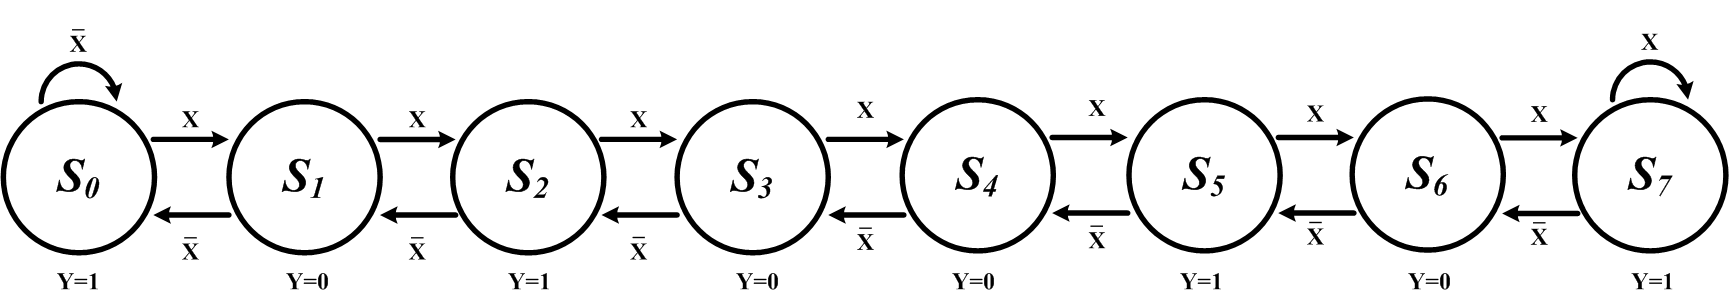 X̅ X
X X X X X X X
S₀ S₁ S₂ S₃ S₄ S₅ S₆ S₇
X̅ X̅ X̅ X̅ X̅ X̅ X̅
Y=1 Y=0 Y=1 Y=0 Y=0 Y=1 Y=0 Y=1